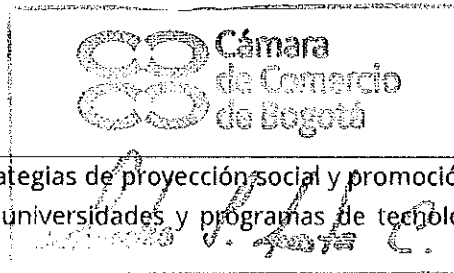 Cámara
de Comercio
de Bogotá
ategias de proyección social y promoció
universidades y programas de tecnolo